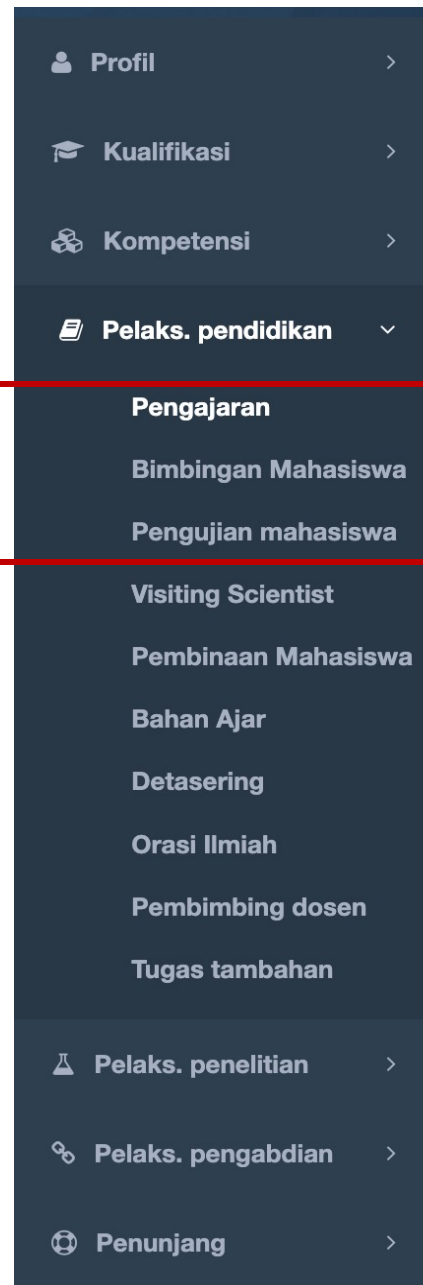 Profil
Kualifikasi
Kompetensi
Pelaks. pendidikan
Pengajaran
Bimbingan Mahasiswa
Pengujian mahasiswa
Visiting Scientist
Pembinaan Mahasiswa
Bahan Ajar
Detasering
Orasi Ilmiah
Pembimbing dosen
Tugas tambahan
Pelaks. penelitian
Pelaks. pengabdian
Penunjang